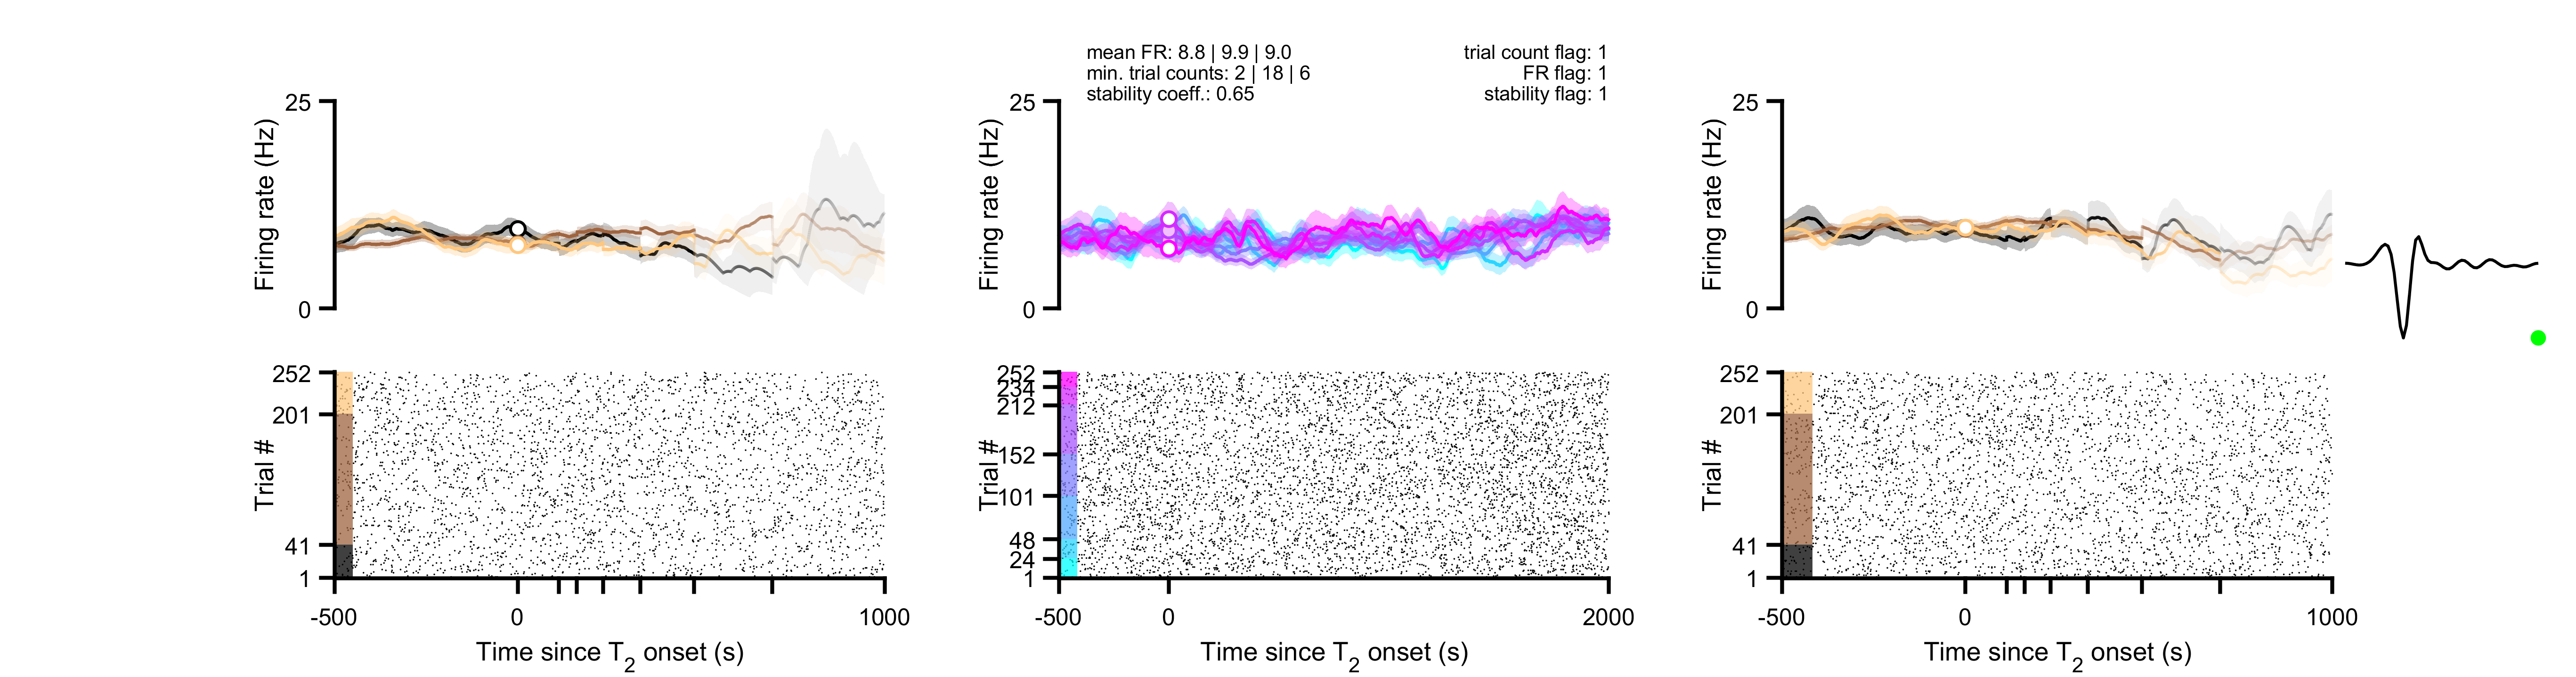 mean FR: 8.8 | 9.9 | 9.0
min. trial counts: 2 | 18 | 6
stability coeff.: 0.65
trial count flag: 1
FR flag: 1
stability flag: 1
25
0
Firing rate (Hz)
252
201
41
1
Trial #
-500
0
1000
Time since T2 onset (s)
25
0
Firing rate (Hz)
252
234
212
152
101
48
24
1
Trial #
-500
0
2000
Time since T2 onset (s)
25
0
Firing rate (Hz)
252
201
41
1
Trial #
-500
0
1000
Time since T2 onset (s)